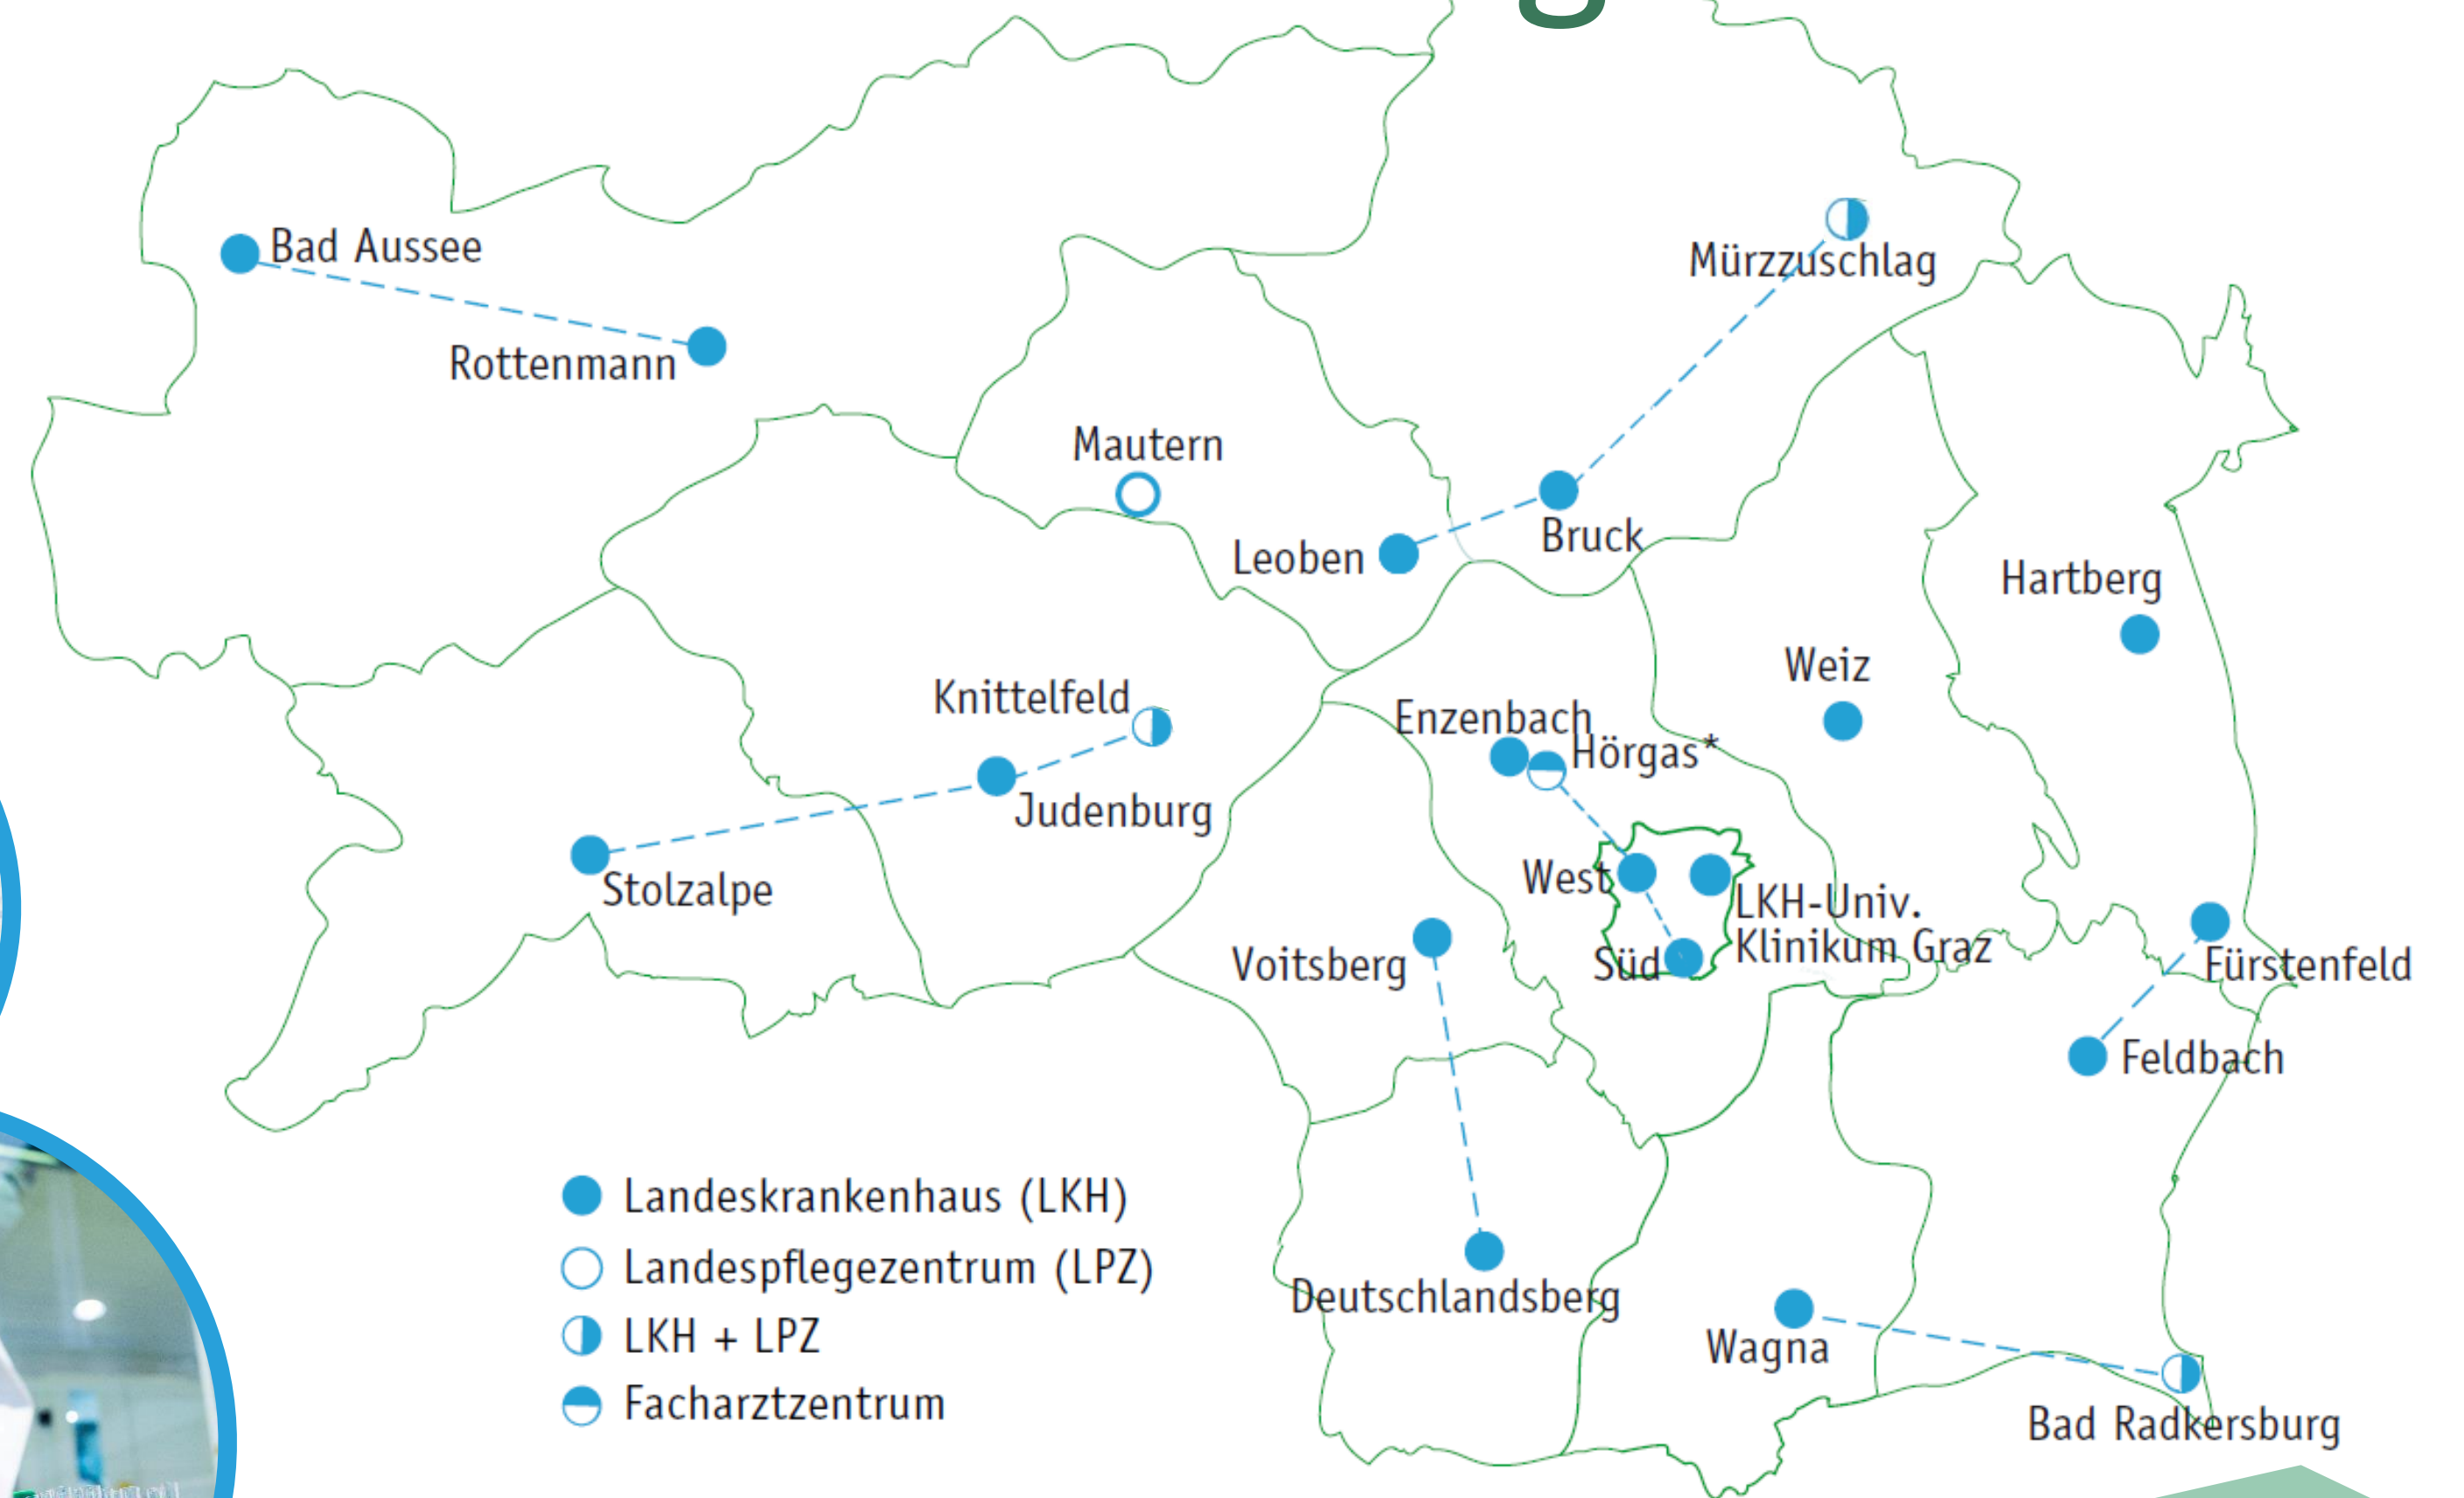 Bad Aussee
Mürzzuschlag
Rottenmann
Mautern
Bruck
Leoben
Hartberg
Weiz
Knittelfeld
Enzenbach
Hörgas*
Judenburg
Stolzalpe
West
LKH-Univ.
Klinikum Graz
Süd
Voitsberg
Fürstenfeld
Feldbach
Landeskrankenhaus (LKH)
Landespflegezentrum (LPZ)
LKH + LPZ
Facharztzentrum
Deutschlandsberg
Wagna
Bad Radkersburg